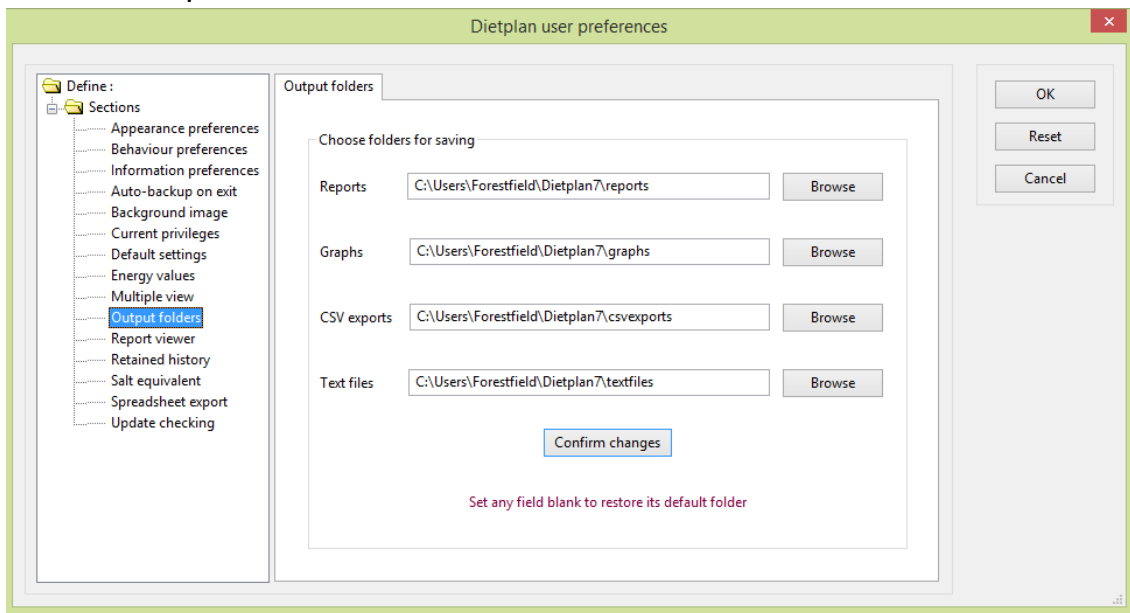 Dietplan user preferences
Define :
Sections
Appearance preferences
Behaviour preferences
Information preferences
Auto-backup on exit
Background image
Current privileges
Default settings
Energy values
Multiple view
Output folders
Report viewer
Retained history
Salt equivalent
Spreadsheet export
Update checking
Output folders
Choose folders for saving
Reports C:\Users\Forestfield\Dietplan7\reports Browse
Graphs C:\Users\Forestfield\Dietplan7\graphs Browse
CSV exports C:\Users\Forestfield\Dietplan7\csvexports Browse
Text files C:\Users\Forestfield\Dietplan7\textfiles Browse
Confirm changes
Set any field blank to restore its default folder
OK
Reset
Cancel